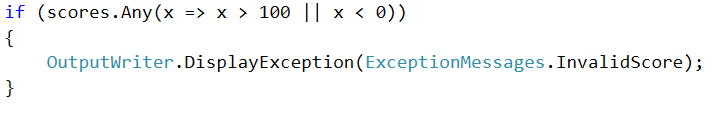 if (scores.Any(x => x > 100 || x < 0))
{
    OutputWriter.DisplayException(ExceptionMessages.InvalidScore);
}